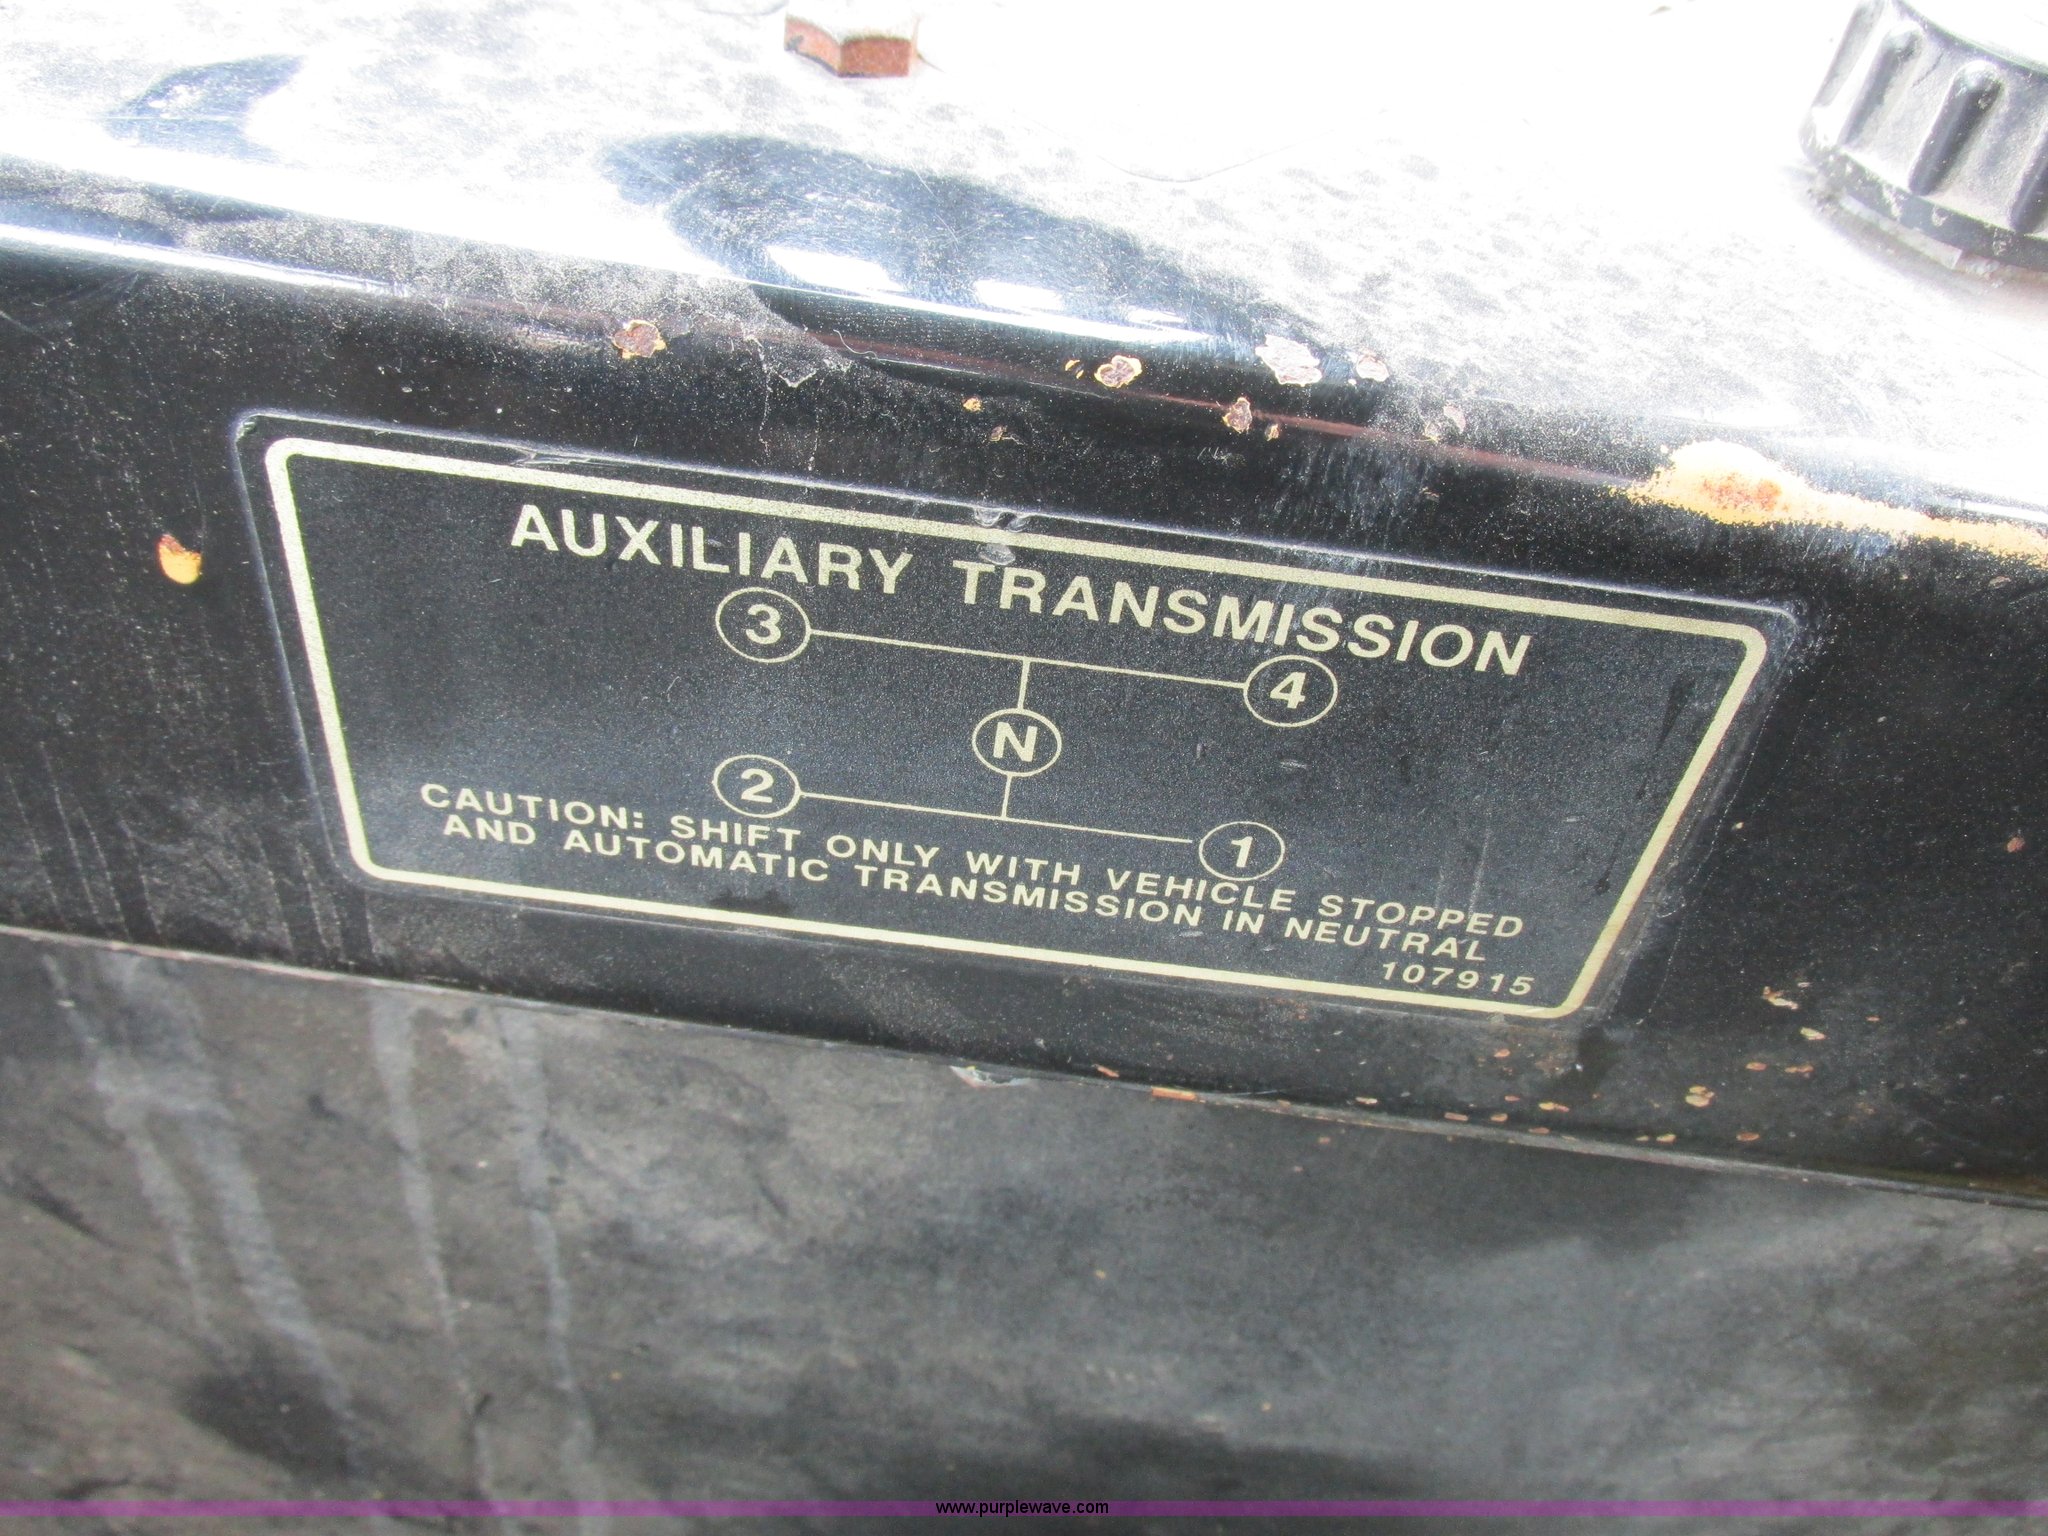 AUXILIARY TRANSMISSION
3
4
N
2
1
CAUTION: SHIFT ONLY WITH VEHICLE STOPPED
AND AUTOMATIC TRANSMISSION IN NEUTRAL
107915
www.purplewave.com